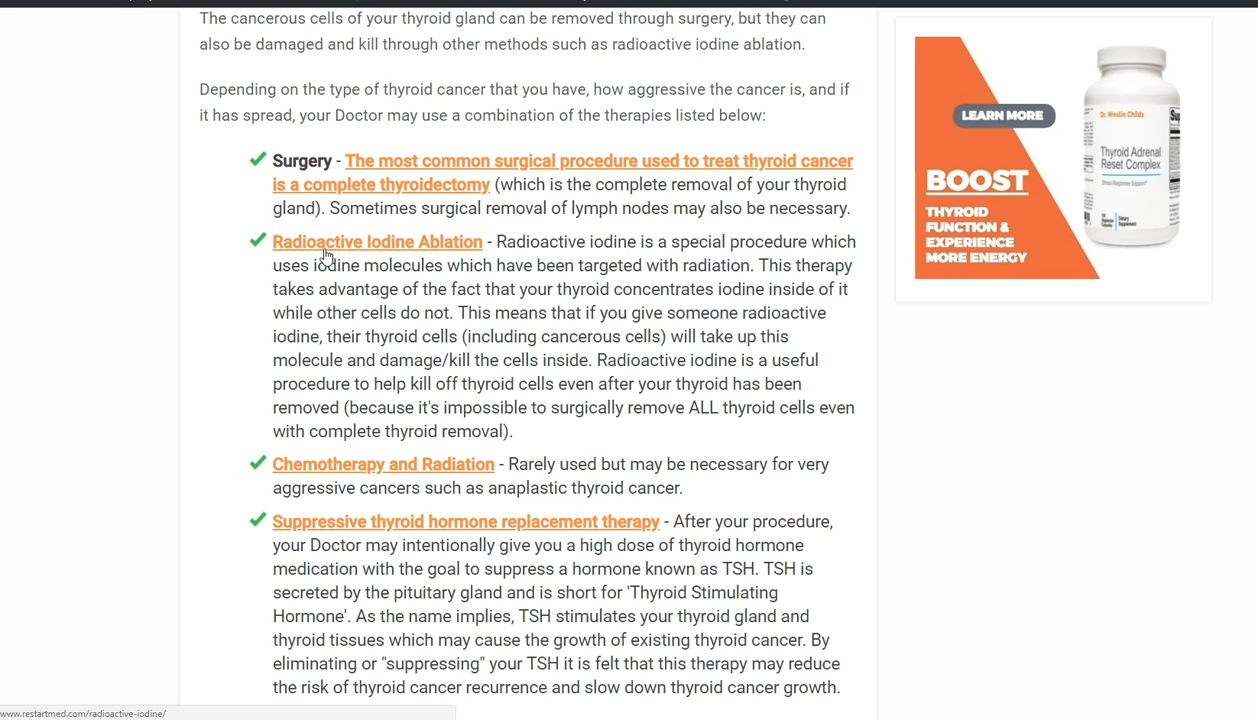 The cancerous cells of your thyroid gland can be removed through surgery, but they can
also be damaged and kill through other methods such as radioactive iodine ablation.
Depending on the type of thyroid cancer that you have, how aggressive the cancer is, and if
it has spread, your Doctor may use a combination of the therapies listed below:
Surgery - The most common surgical procedure used to treat thyroid cancer
is a complete thyroidectomy (which is the complete removal of your thyroid
gland). Sometimes surgical removal of lymph nodes may also be necessary.
Radioactive Iodine Ablation - Radioactive iodine is a special procedure which
uses iodine molecules which have been targeted with radiation. This therapy
takes advantage of the fact that your thyroid concentrates iodine inside of it
while other cells do not. This means that if you give someone radioactive
iodine, their thyroid cells (including cancerous cells) will take up this
molecule and damage/kill the cells inside. Radioactive iodine is a useful
procedure to help kill off thyroid cells even after your thyroid has been
removed (because it's impossible to surgically remove ALL thyroid cells even
with complete thyroid removal).
Chemotherapy and Radiation - Rarely used but may be necessary for very
aggressive cancers such as anaplastic thyroid cancer.
Suppressive thyroid hormone replacement therapy - After your procedure,
your Doctor may intentionally give you a high dose of thyroid hormone
medication with the goal to suppress a hormone known as TSH. TSH is
secreted by the pituitary gland and is short for 'Thyroid Stimulating
Hormone'. As the name implies, TSH stimulates your thyroid gland and
thyroid tissues which may cause the growth of existing thyroid cancer. By
eliminating or "suppressing" your TSH it is felt that this therapy may reduce
the risk of thyroid cancer recurrence and slow down thyroid cancer growth.
LEARN MORE
BOOST
THYROID
FUNCTION &
EXPERIENCE
MORE ENERGY
Dr. Westin Childs
Thyroid Adrenal
Reset Complex
Stress Response Support*
www.restartmed.com/radioactive-iodine/